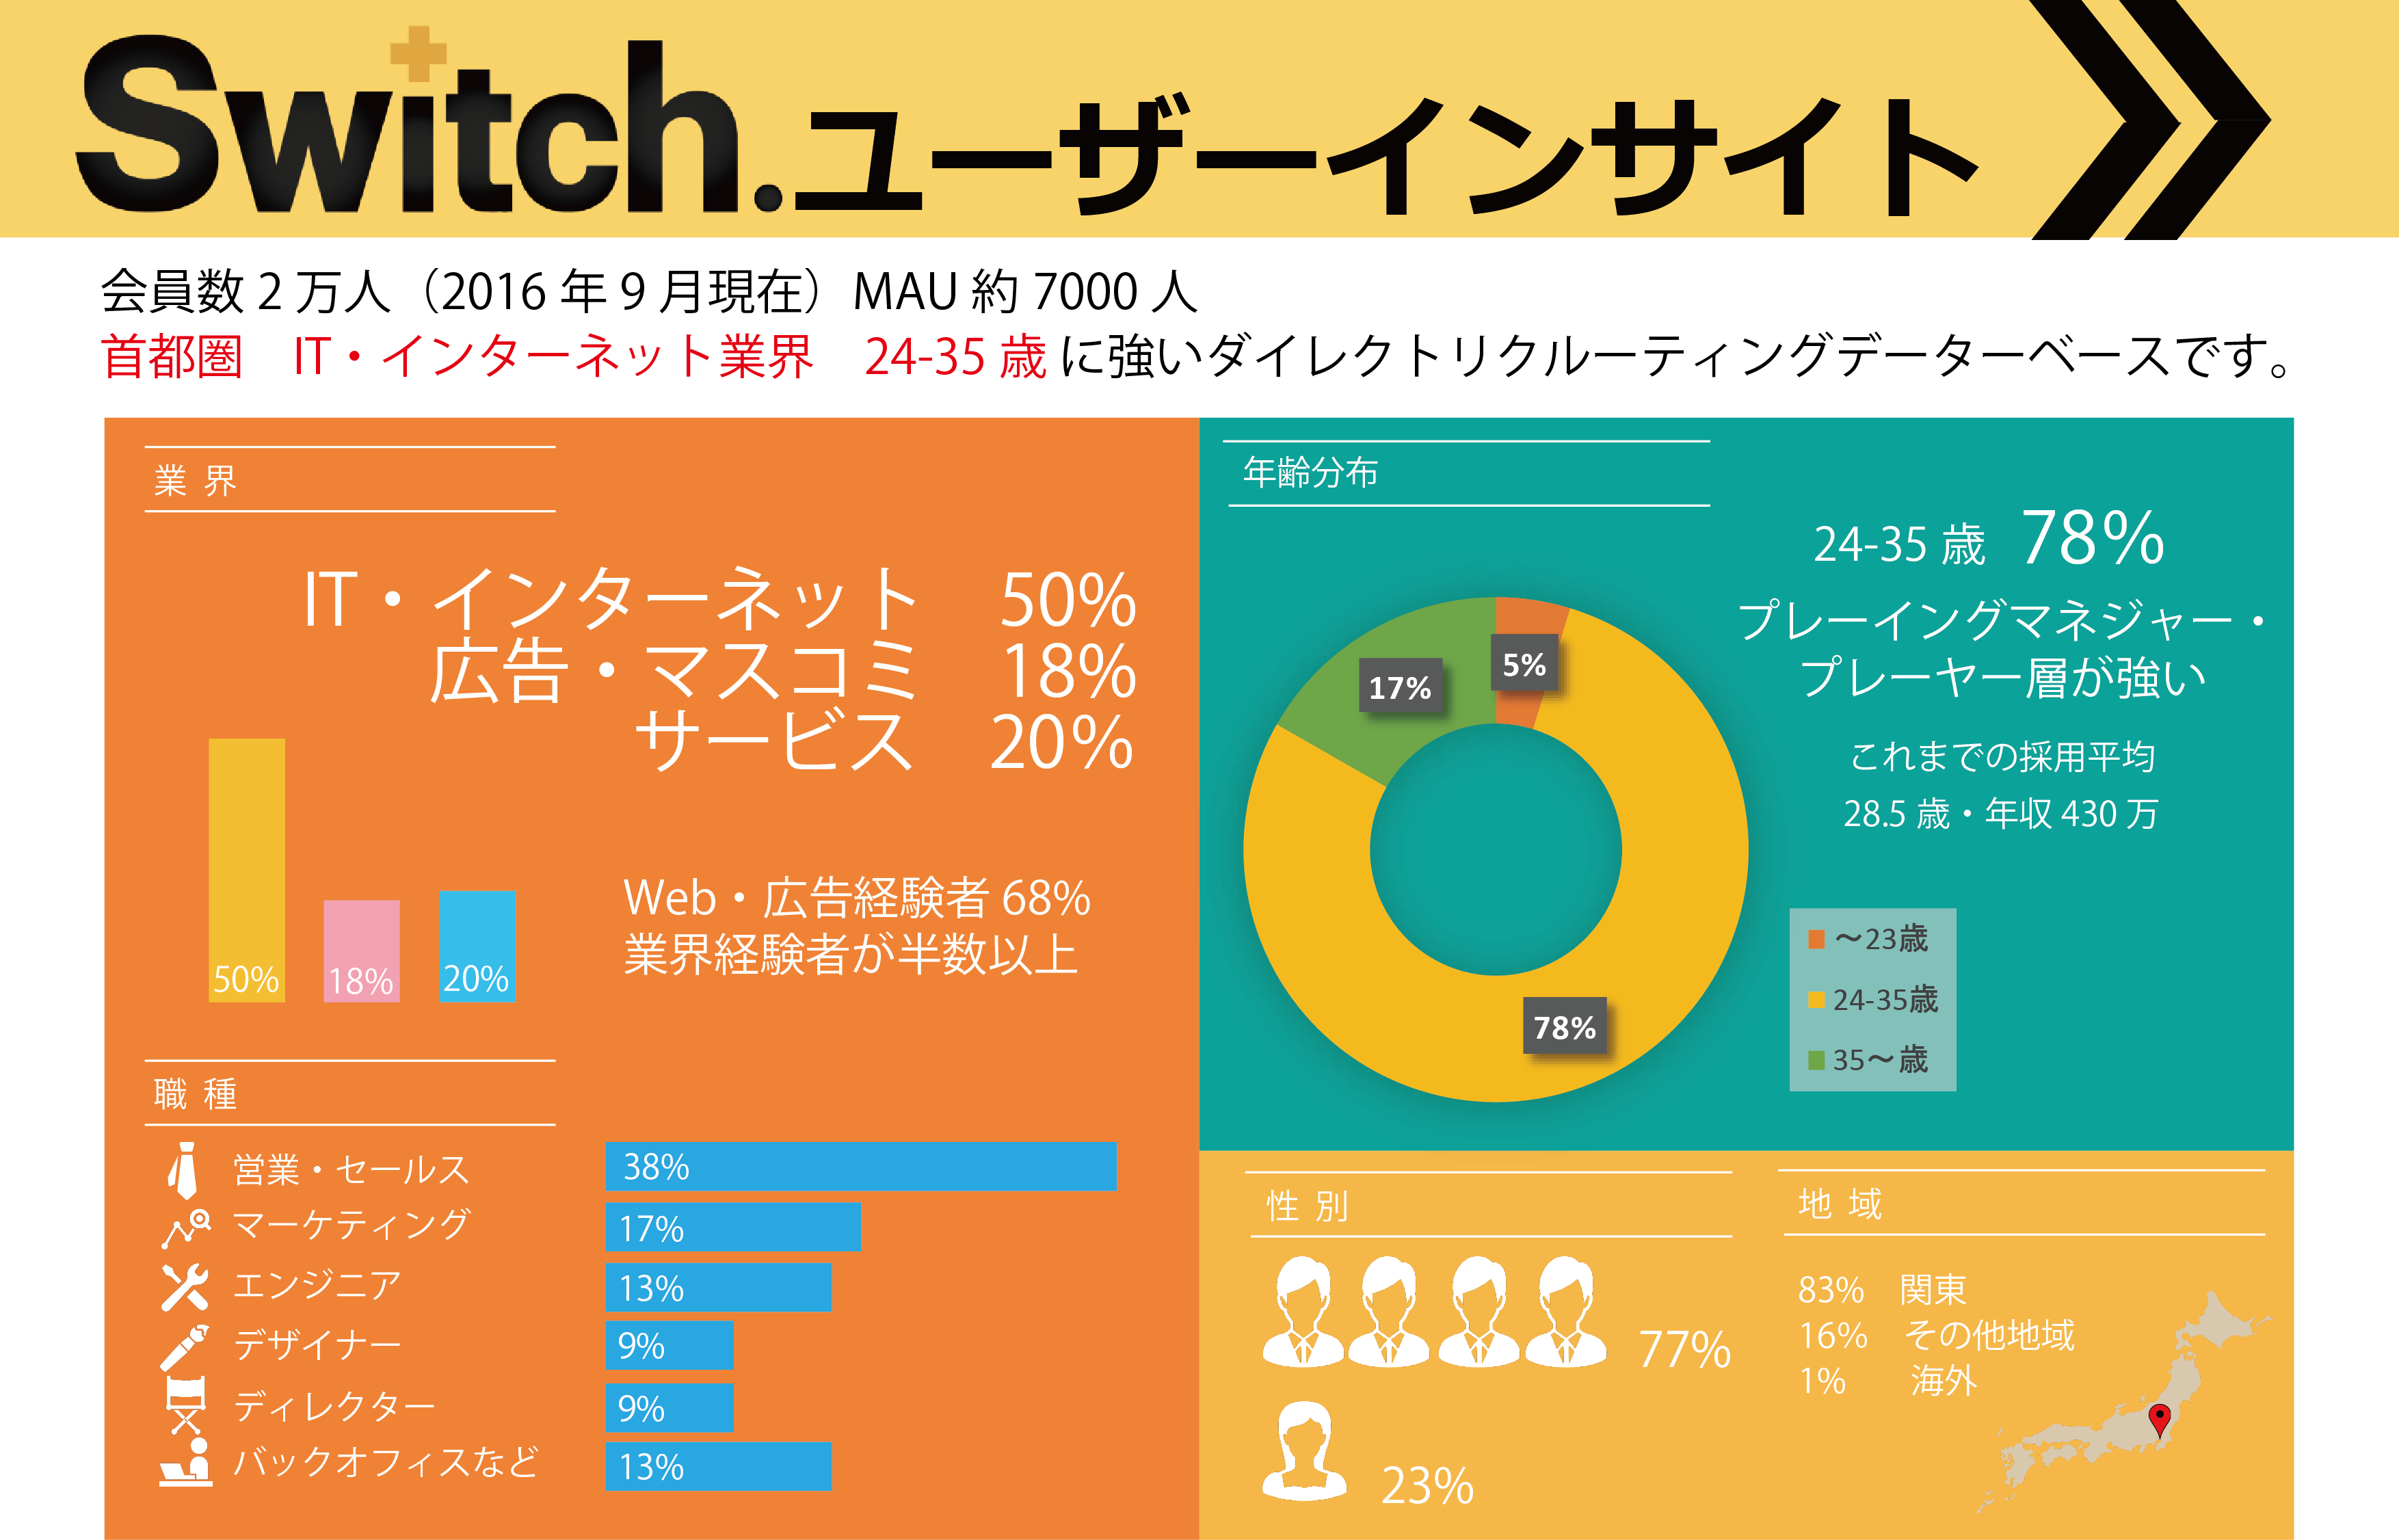 Switch.ユーザーインサイト
会員数 2 万人（2016 年 9 月現在）MAU 約 7000 人
首都圏　IT・インターネット業界　24-35 歳 に強いダイレクトリクルーティングデーターベースです。
業 界
IT・インターネット 50%
広告・マスコミ 18%
サービス 20%
50% 18% 20%
Web・広告経験者 68%
業界経験者が半数以上
職 種
営業・セールス 38%
マーケティング 17%
エンジニア 13%
デザイナー 9%
ディレクター 9%
バックオフィスなど 13%
年齢分布
24-35 歳 78%
プレーイングマネジャー・
プレーヤー層が強い
これまでの採用平均
28.5 歳・年収 430 万
5%
17%
78%
～23歳
24-35歳
35～歳
性 別
77%
23%
地 域
83% 関東
16% その他地域
1% 海外